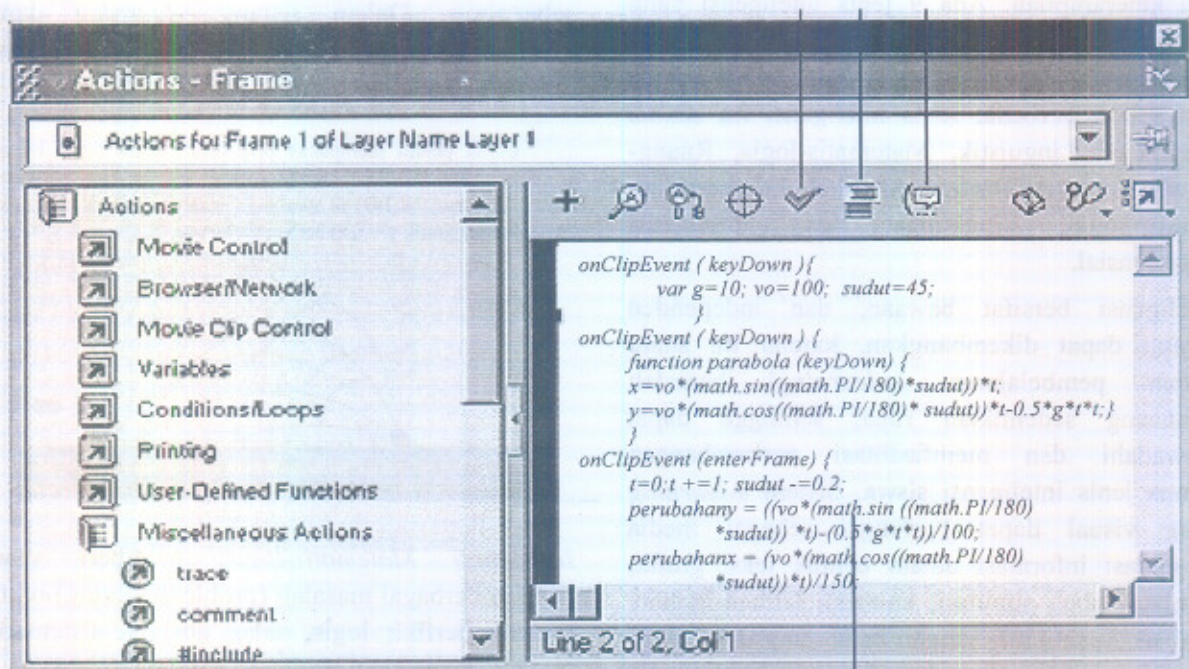 Actions - Frame
Actions for Frame 1 of Layer Name Layer 1
Actions
Movie Control
Browser/Network
Movie Clip Control
Variables
Conditions/Loops
Printing
User-Defined Functions
Miscellaneous Actions
trace
comment
#include
onClipEvent ( keyDown ){
var g=10; vo=100; sudut=45;
}
onClipEvent ( keyDown ) {
function parabola (keyDown) {
x=vo*(math.sin((math.PI/180)*sudut))*t;
y=vo*(math.cos((math.PI/180)* sudut))*t-0.5*g*t*t;}
}
onClipEvent (enterFrame) {
t=0;t +=1; sudut -=0.2;
perubahany = ((vo*(math.sin ((math.PI/180)
*sudut)) *t)-(0.5*g*t*t))/100;
perubahanx = (vo*(math.cos((math.PI/180)
*sudut))*t)/150;
Line 2 of 2, Col 1